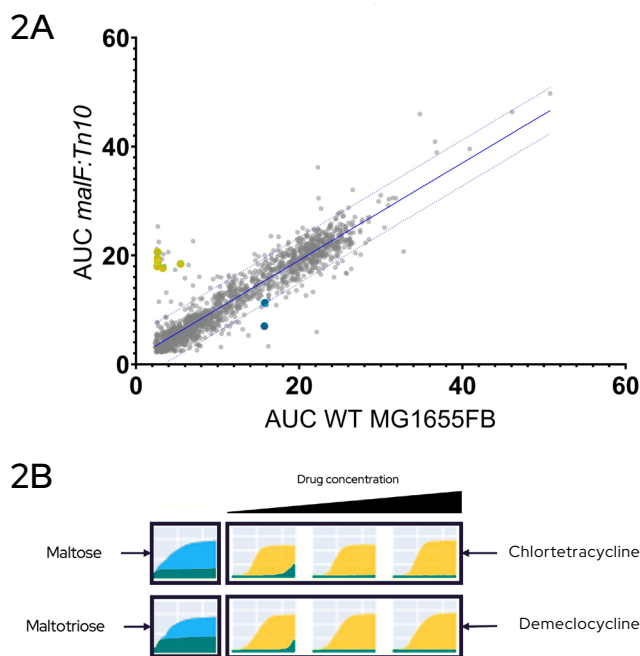 2A
60
40
20
0
AUC malF:Tn10
0 20 40 60
AUC WT MG1655FB
2B
Drug concentration
Maltose
Chlortetracycline
Maltotriose
Demeclocycline